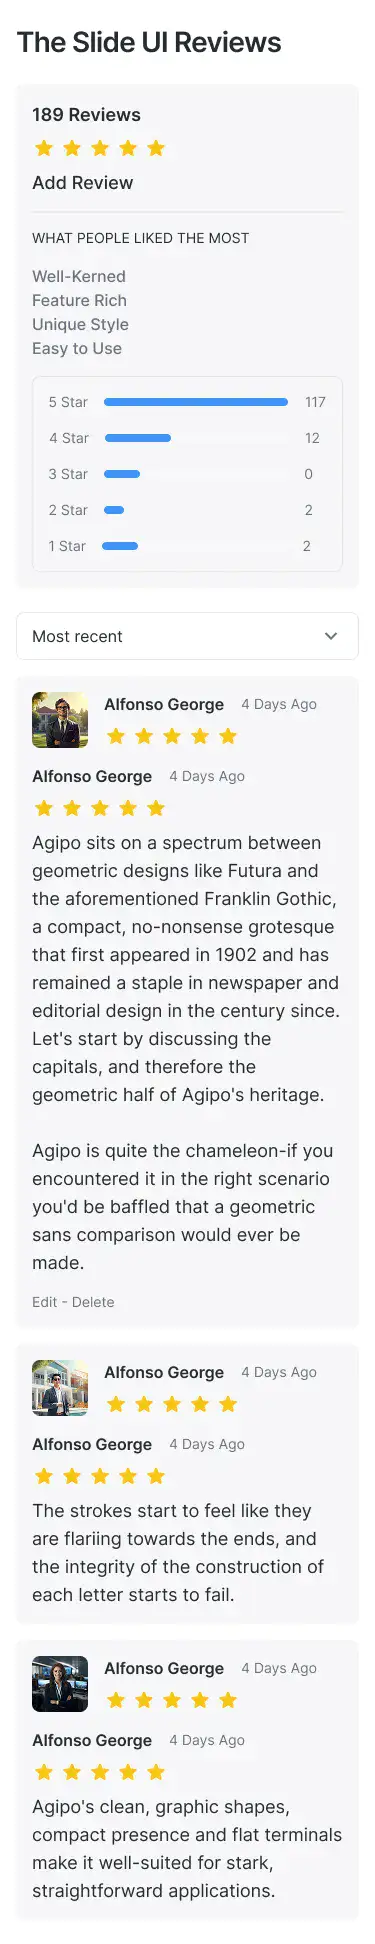 The Slide UI Reviews
189 Reviews
Add Review
WHAT PEOPLE LIKED THE MOST
Well-Kerned
Feature Rich
Unique Style
Easy to Use
5 Star 117
4 Star 12
3 Star 0
2 Star 2
1 Star 2
Most recent
Alfonso George 4 Days Ago
Alfonso George 4 Days Ago
Agipo sits on a spectrum between
geometric designs like Futura and
the aforementioned Franklin Gothic,
a compact, no-nonsense grotesque
that first appeared in 1902 and has
remained a staple in newspaper and
editorial design in the century since.
Let's start by discussing the
capitals, and therefore the
geometric half of Agipo's heritage.
Agipo is quite the chameleon-if you
encountered it in the right scenario
you'd be baffled that a geometric
sans comparison would ever be
made.
Edit - Delete
Alfonso George 4 Days Ago
Alfonso George 4 Days Ago
The strokes start to feel like they
are flariing towards the ends, and
the integrity of the construction of
each letter starts to fail.
Alfonso George 4 Days Ago
Alfonso George 4 Days Ago
Agipo's clean, graphic shapes,
compact presence and flat terminals
make it well-suited for stark,
straightforward applications.